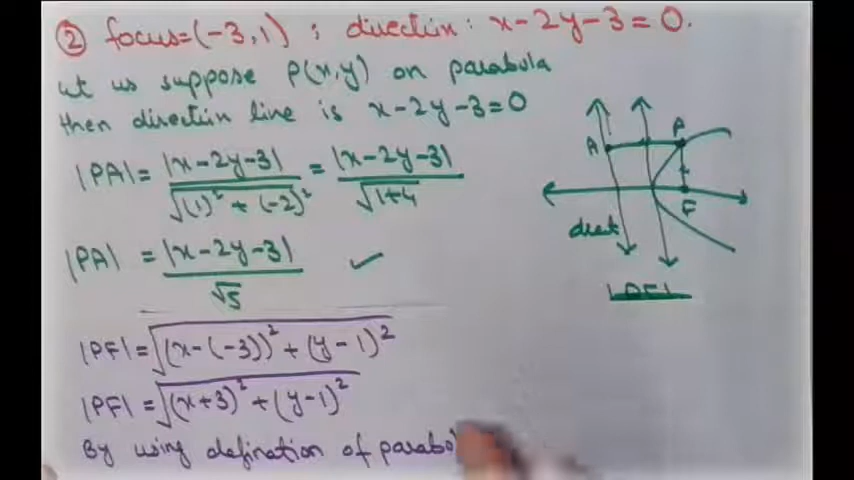 ② focus=(-3,1) ; directrix: x-2y-3=0.
Let us suppose P(x,y) on parabola
then directrix line is x-2y-3=0
|PA| = |x-2y-3| / √((1)² + (-2)²) = |x-2y-3| / √(1+4)
|PA| = |x-2y-3| / √5 ✓
|PF| = √((x-(-3))² + (y-1)²)
|PF| = √((x+3)² + (y-1)²)
By using defination of parabo
A P
F
|PF|